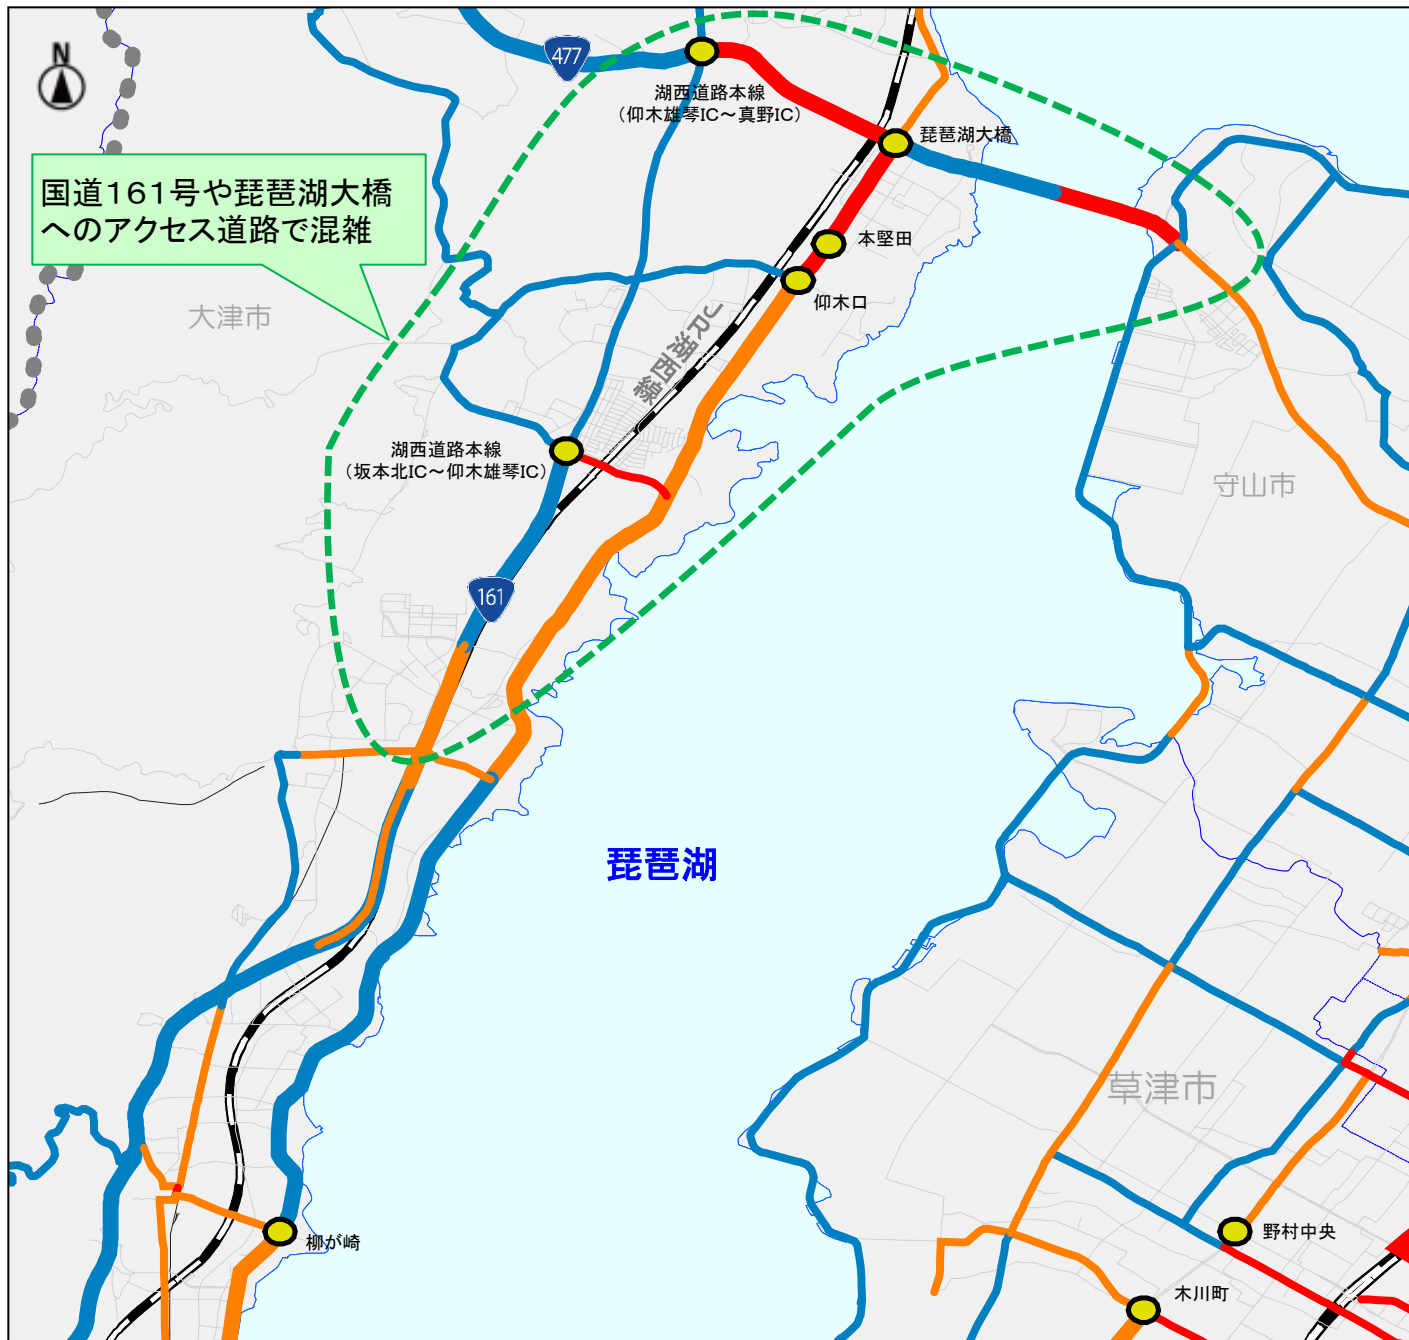 N
477
湖西道路本線
（仰木雄琴IC～真野IC）
琵琶湖大橋
国道161号や琵琶湖大橋
へのアクセス道路で混雑
本堅田
仰木口
大津市
JR湖西線
湖西道路本線
（坂本北IC～仰木雄琴IC）
守山市
161
琵琶湖
草津市
柳が崎
野村中央
木川町